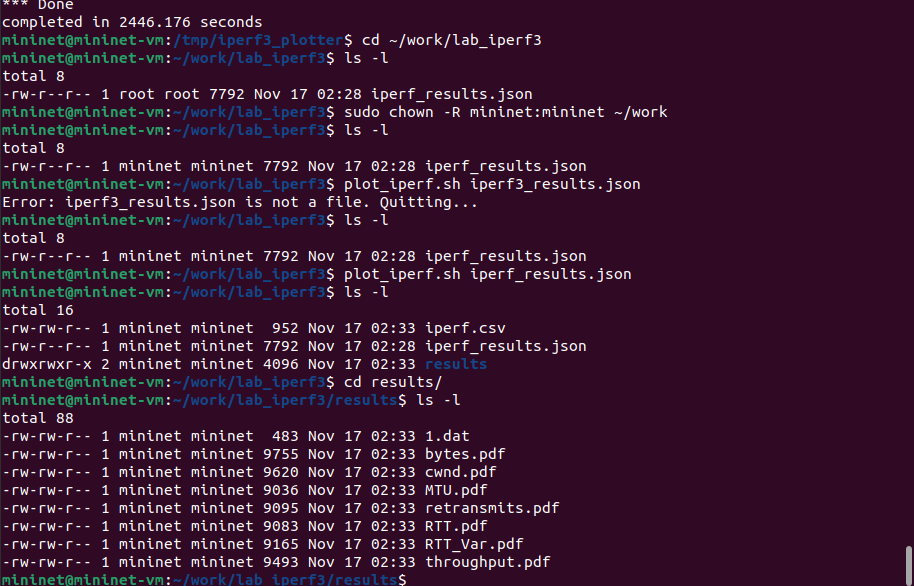 *** Done
completed in 2446.176 seconds
mininet@mininet-vm:/tmp/iperf3_plotter$ cd ~/work/lab_iperf3
mininet@mininet-vm:~/work/lab_iperf3$ ls -l
total 8
-rw-r--r-- 1 root root 7792 Nov 17 02:28 iperf_results.json
mininet@mininet-vm:~/work/lab_iperf3$ sudo chown -R mininet:mininet ~/work
mininet@mininet-vm:~/work/lab_iperf3$ ls -l
total 8
-rw-r--r-- 1 mininet mininet 7792 Nov 17 02:28 iperf_results.json
mininet@mininet-vm:~/work/lab_iperf3$ plot_iperf.sh iperf3_results.json
Error: iperf3_results.json is not a file. Quitting...
mininet@mininet-vm:~/work/lab_iperf3$ ls -l
total 8
-rw-r--r-- 1 mininet mininet 7792 Nov 17 02:28 iperf_results.json
mininet@mininet-vm:~/work/lab_iperf3$ plot_iperf.sh iperf_results.json
mininet@mininet-vm:~/work/lab_iperf3$ ls -l
total 16
-rw-rw-r-- 1 mininet mininet  952 Nov 17 02:33 iperf.csv
-rw-rw-r-- 1 mininet mininet 7792 Nov 17 02:28 iperf_results.json
drwxrwxr-x 2 mininet mininet 4096 Nov 17 02:33 results
mininet@mininet-vm:~/work/lab_iperf3$ cd results/
mininet@mininet-vm:~/work/lab_iperf3/results$ ls -l
total 88
-rw-rw-r-- 1 mininet mininet  483 Nov 17 02:33 1.dat
-rw-rw-r-- 1 mininet mininet 9755 Nov 17 02:33 bytes.pdf
-rw-rw-r-- 1 mininet mininet 9620 Nov 17 02:33 cwnd.pdf
-rw-rw-r-- 1 mininet mininet 9036 Nov 17 02:33 MTU.pdf
-rw-rw-r-- 1 mininet mininet 9095 Nov 17 02:33 retransmits.pdf
-rw-rw-r-- 1 mininet mininet 9083 Nov 17 02:33 RTT.pdf
-rw-rw-r-- 1 mininet mininet 9165 Nov 17 02:33 RTT_Var.pdf
-rw-rw-r-- 1 mininet mininet 9493 Nov 17 02:33 throughput.pdf
mininet@mininet-vm:~/work/lab_iperf3/results$